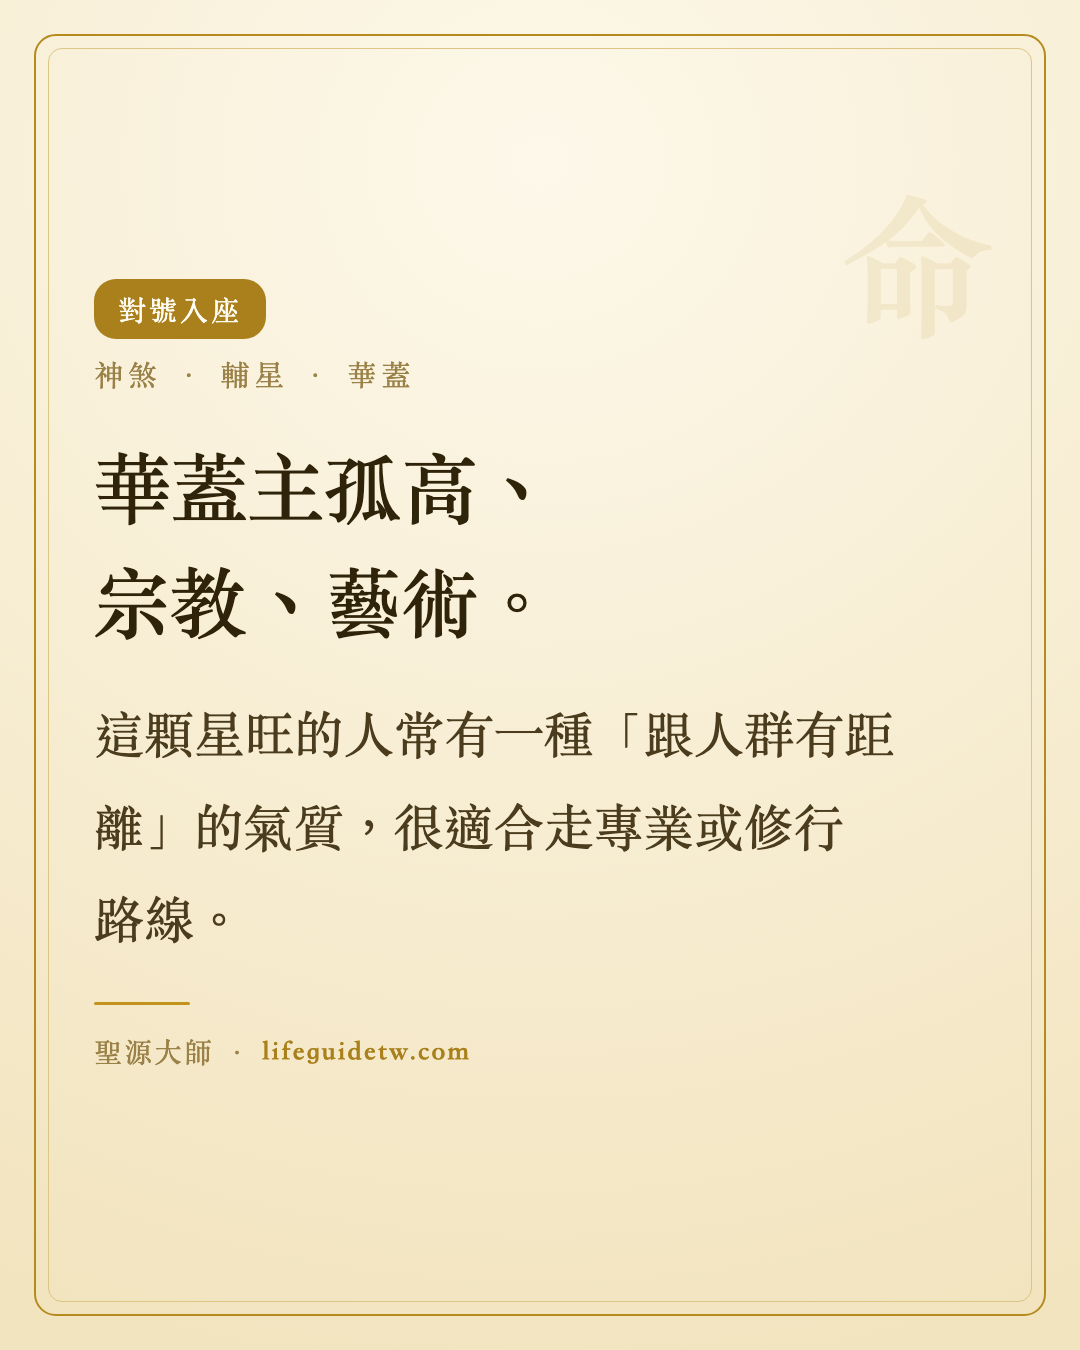 命
對號入座
神煞 · 輔星 · 華蓋
華蓋主孤高、
宗教、藝術。
這顆星旺的人常有一種「跟人群有距
離」的氣質，很適合走專業或修行
路線。
聖源大師 · lifeguidetw.com